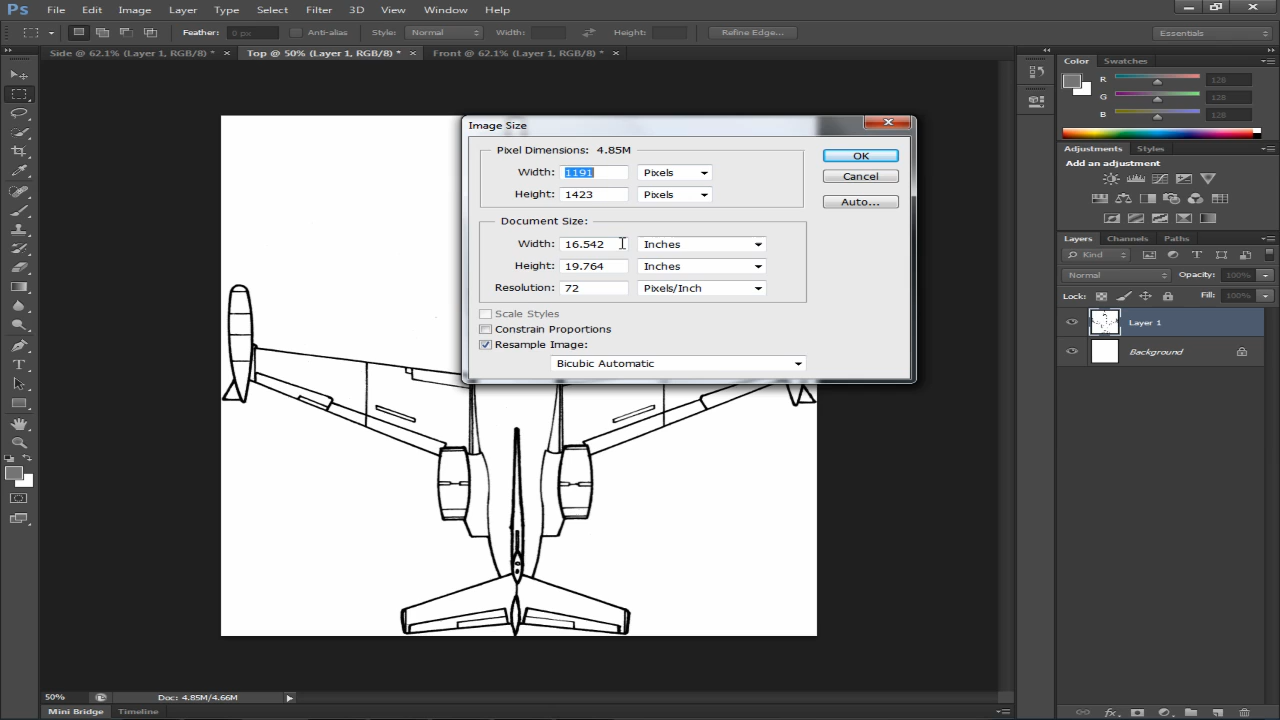 Ps File Edit Image Layer Type Select Filter 3D View Window Help
Feather: 0 px Anti-alias Style: Normal Width: Height: Refine Edge... Essentials
Side @ 62.1% (Layer 1, RGB/8) * × Top @ 50% (Layer 1, RGB/8) * × Front @ 62.1% (Layer 1, RGB/8) * ×
Image Size
Pixel Dimensions: 4.85M
Width: 1191 Pixels
Height: 1423 Pixels
Document Size:
Width: 16.542 Inches
Height: 19.764 Inches
Resolution: 72 Pixels/Inch
Scale Styles
Constrain Proportions
Resample Image:
Bicubic Automatic
OK
Cancel
Auto...
Color Swatches
R 128
G 128
B 128
Adjustments Styles
Add an adjustment
Layers Channels Paths
Kind
Normal Opacity: 100%
Lock: Fill: 100%
Layer 1
Background
50% Doc: 4.85M/4.66M
Mini Bridge Timeline